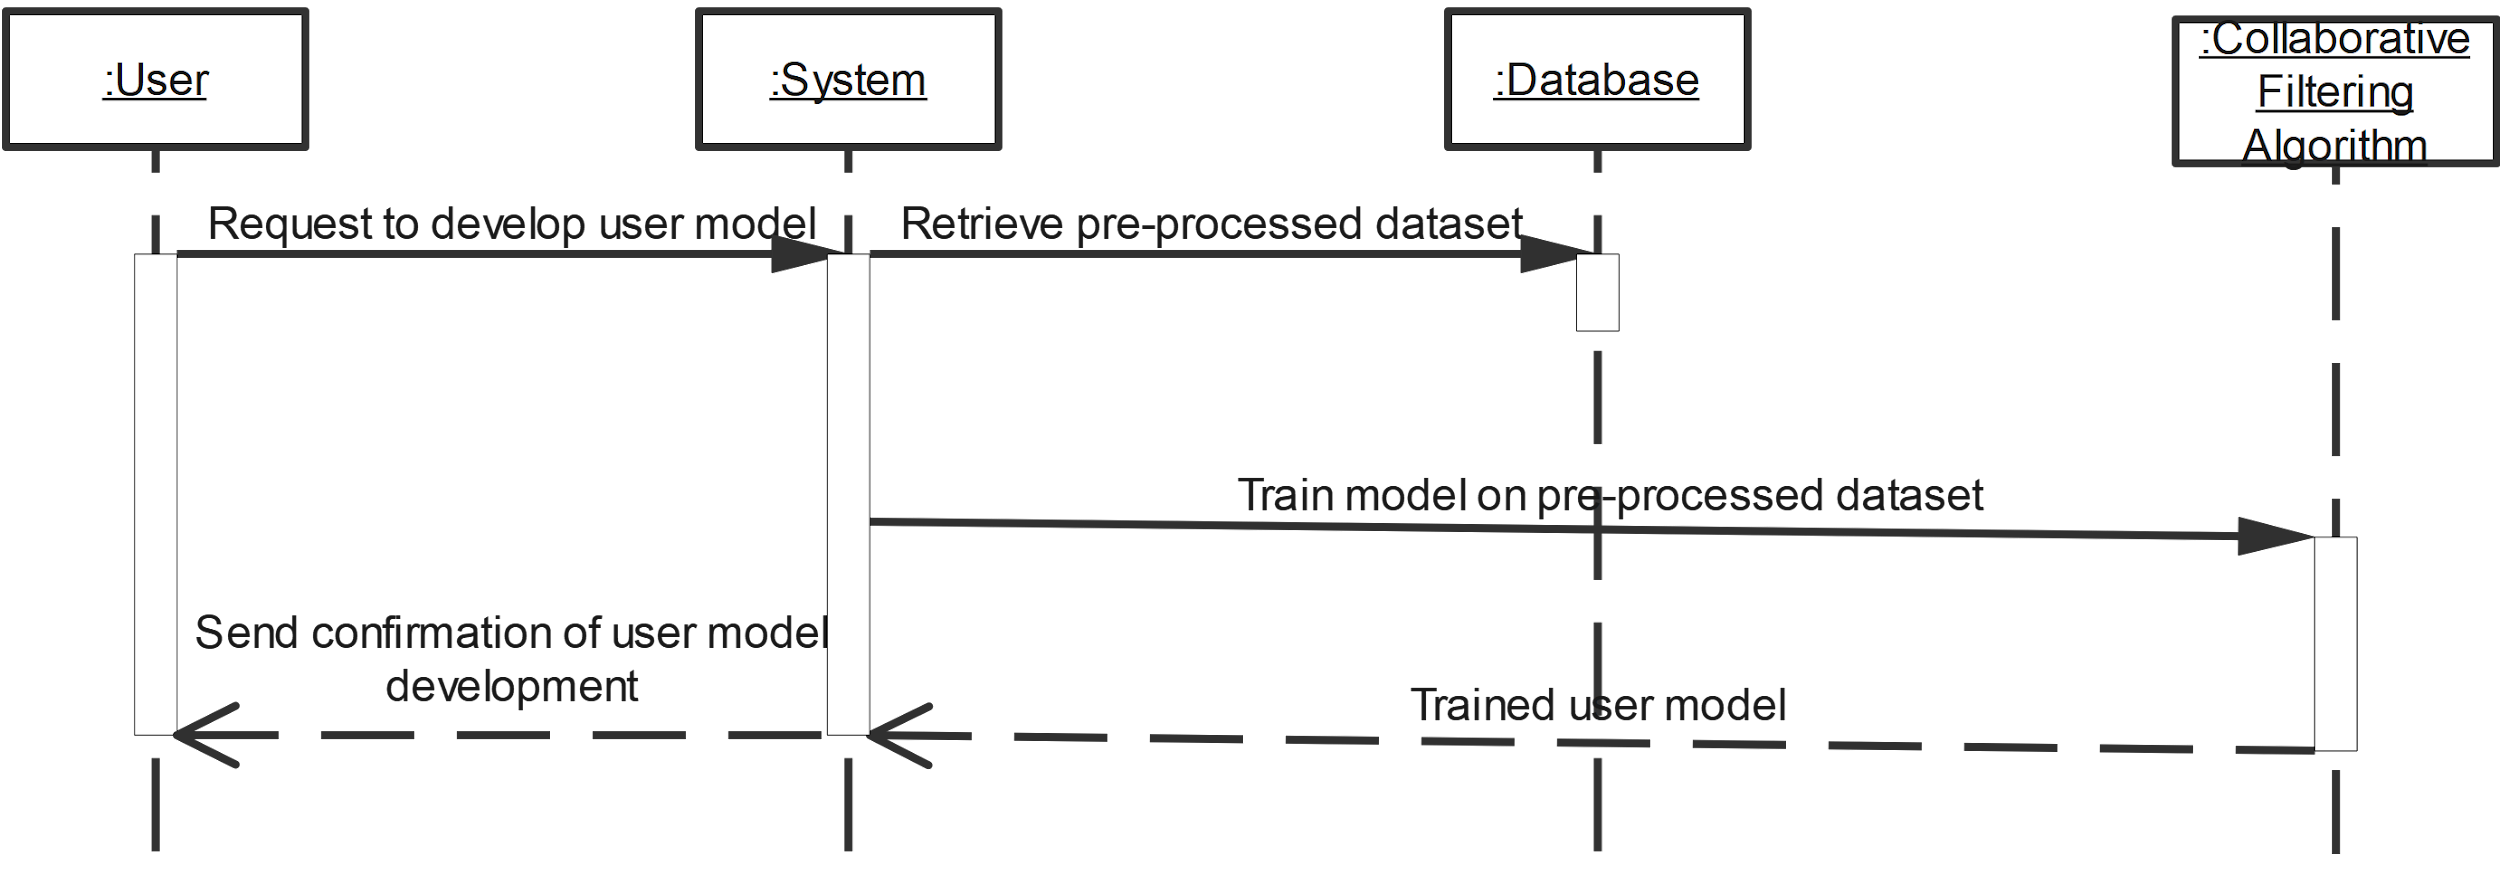 :User
:System
:Database
:Collaborative
Filtering
Algorithm
Request to develop user model
Retrieve pre-processed dataset
Train model on pre-processed dataset
Send confirmation of user model
development
Trained user model